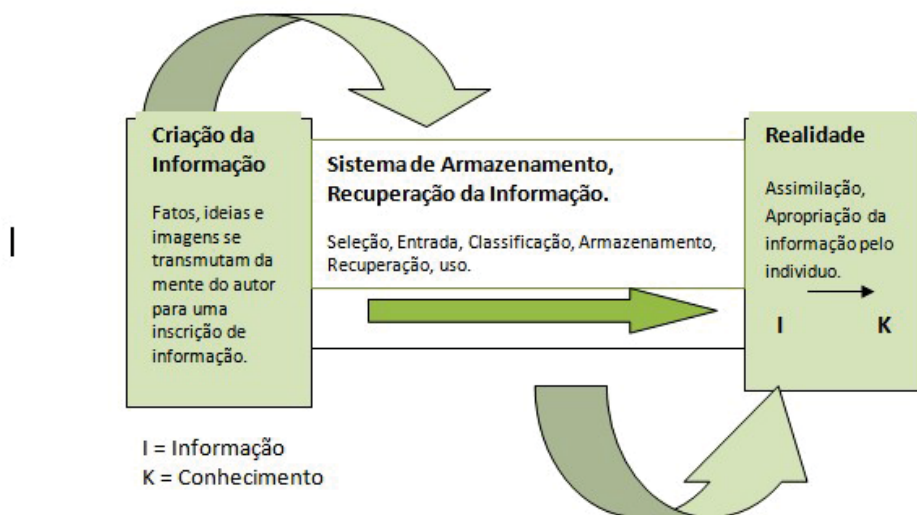 Criação da
Informação
Fatos, ideias e
imagens se
transmutam da
mente do autor
para uma
inscrição de
informação.
Sistema de Armazenamento,
Recuperação da Informação.
Seleção, Entrada, Classificação, Armazenamento,
Recuperação, uso.
Realidade
Assimilação,
Apropriação da
informação pelo
individuo.
I K
I = Informação
K = Conhecimento